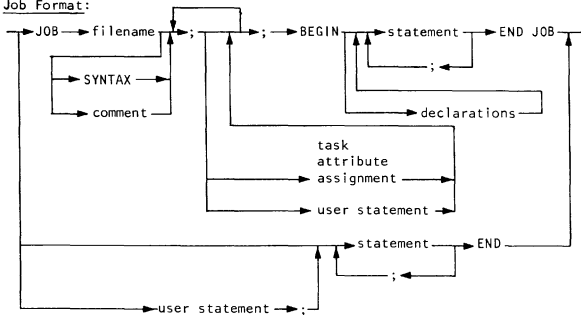 Job Format:
JOB filename ; ; BEGIN statement END JOB
;
SYNTAX
comment
declarations
task
attribute
assignment
user statement
statement END
;
user statement ;